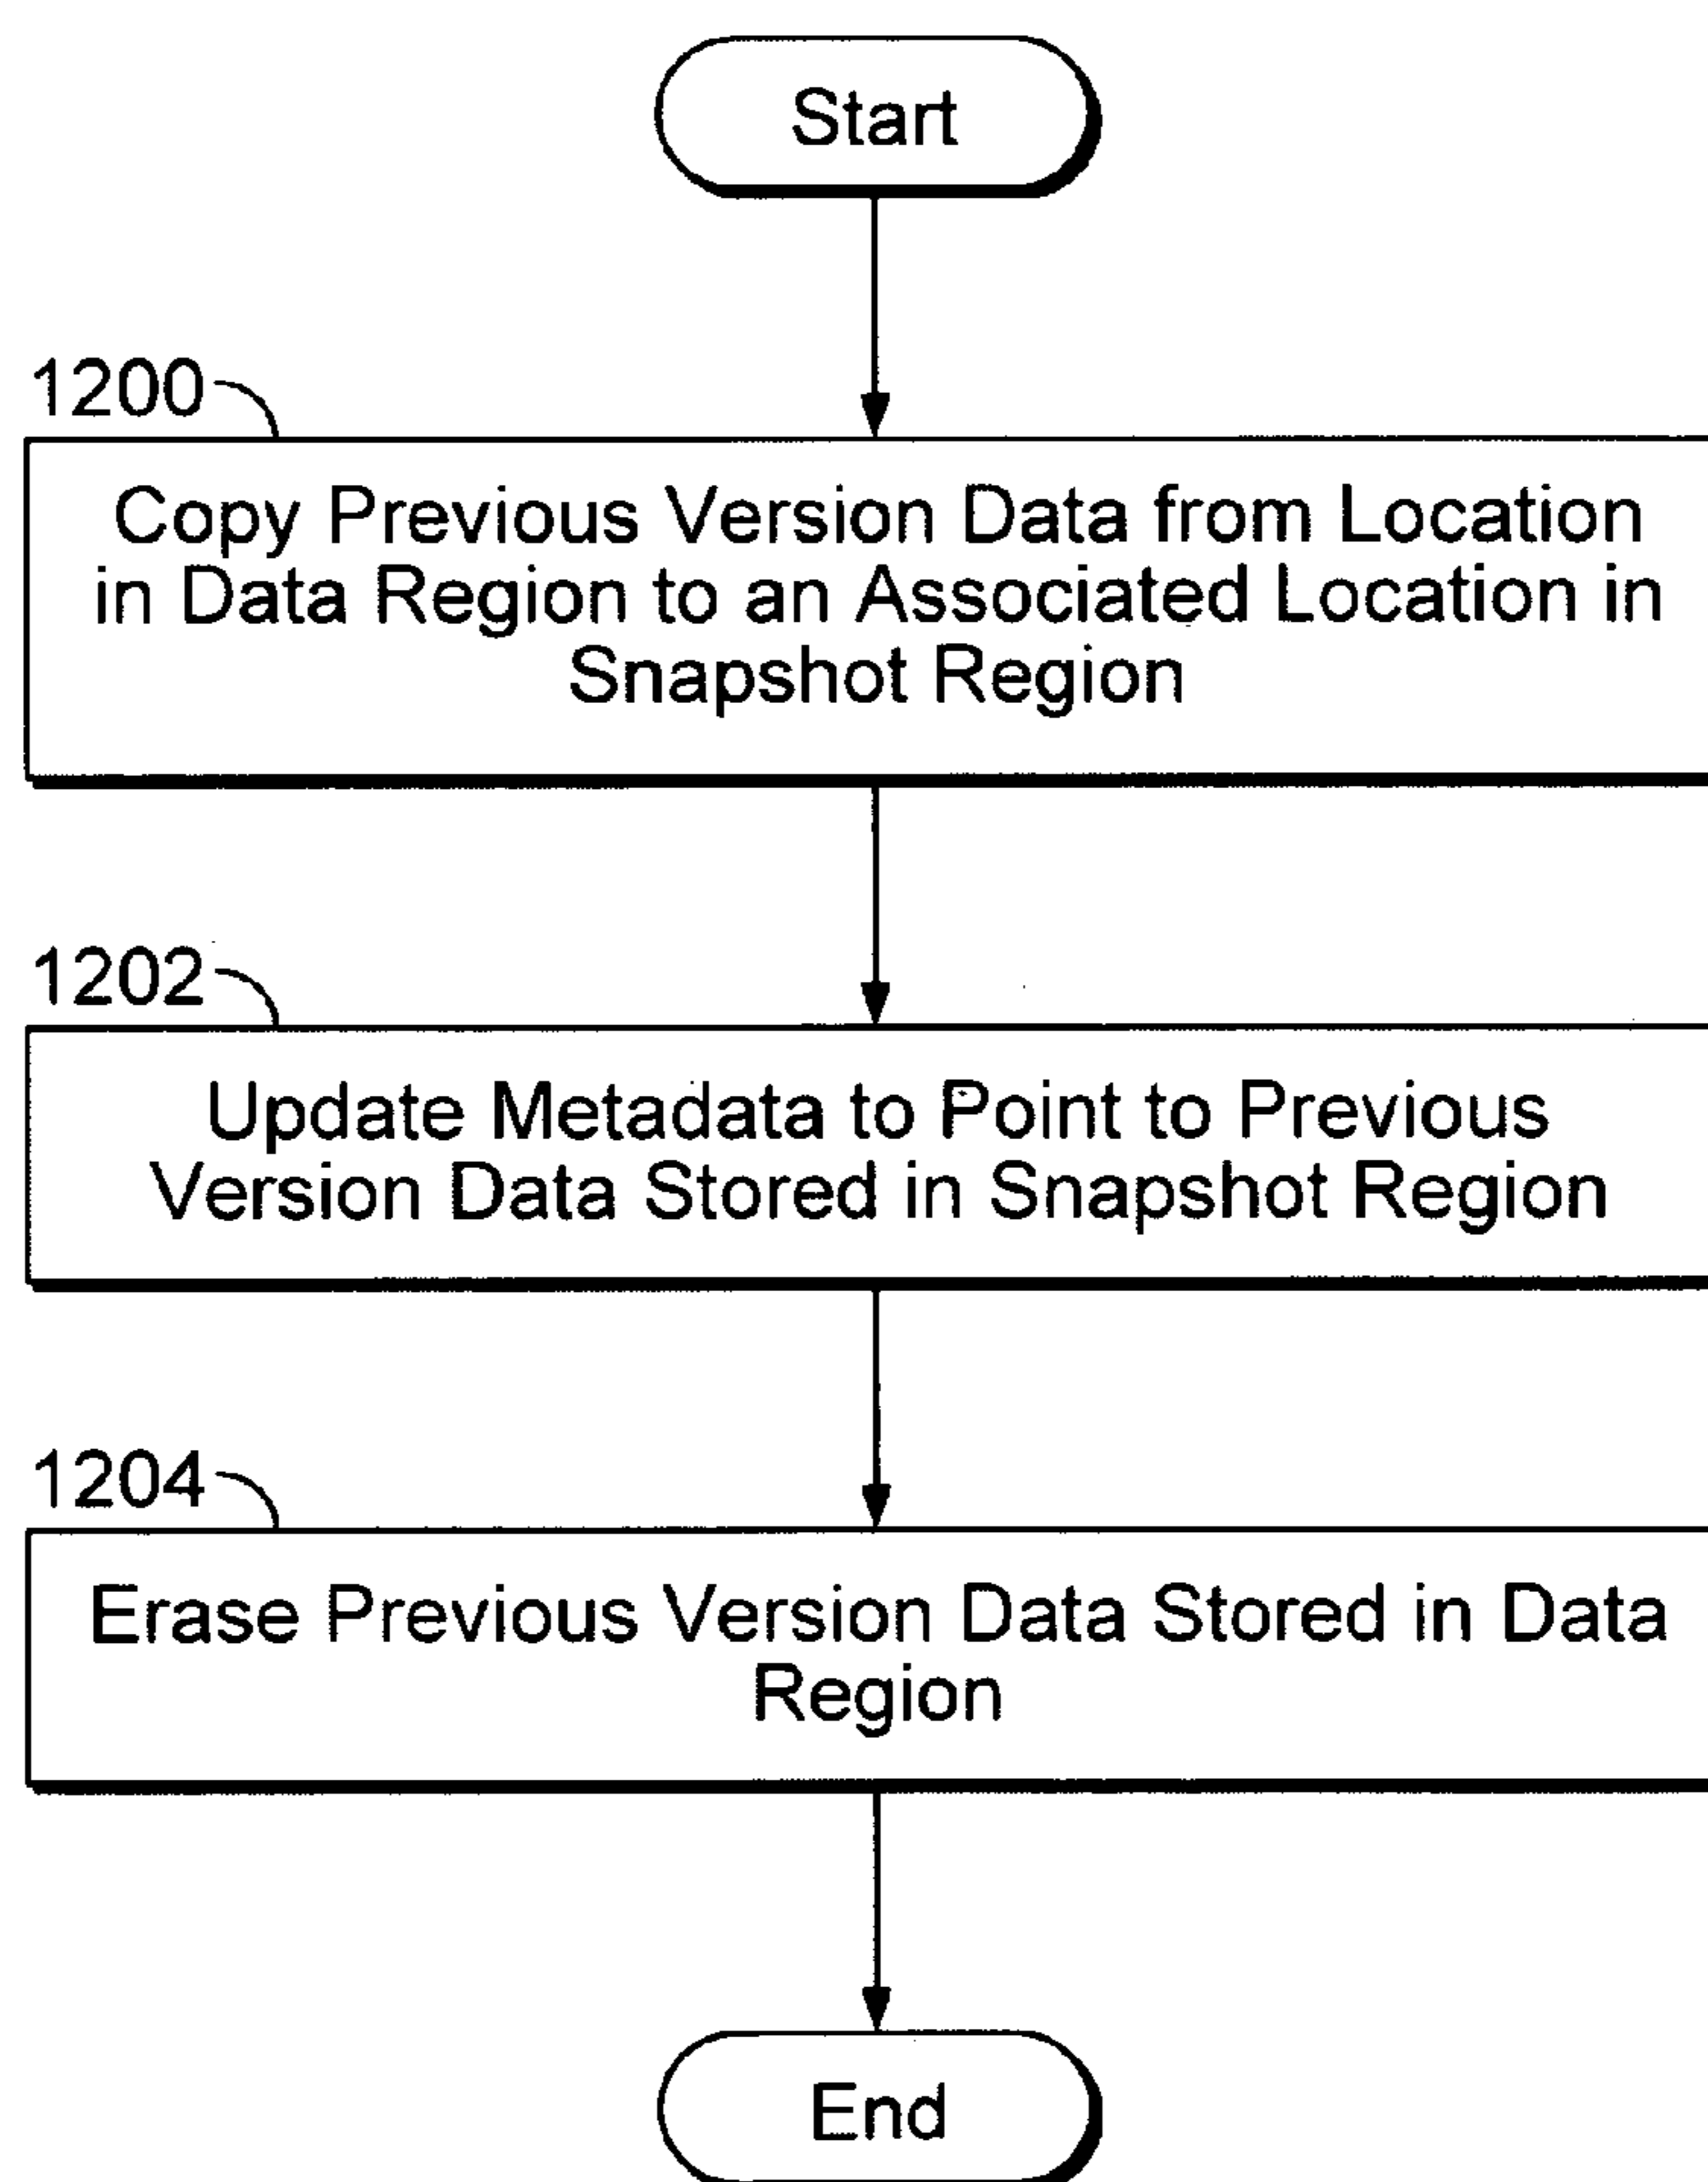 Start
1200
Copy Previous Version Data from Location
in Data Region to an Associated Location in
Snapshot Region
1202
Update Metadata to Point to Previous
Version Data Stored in Snapshot Region
1204
Erase Previous Version Data Stored in Data
Region
End